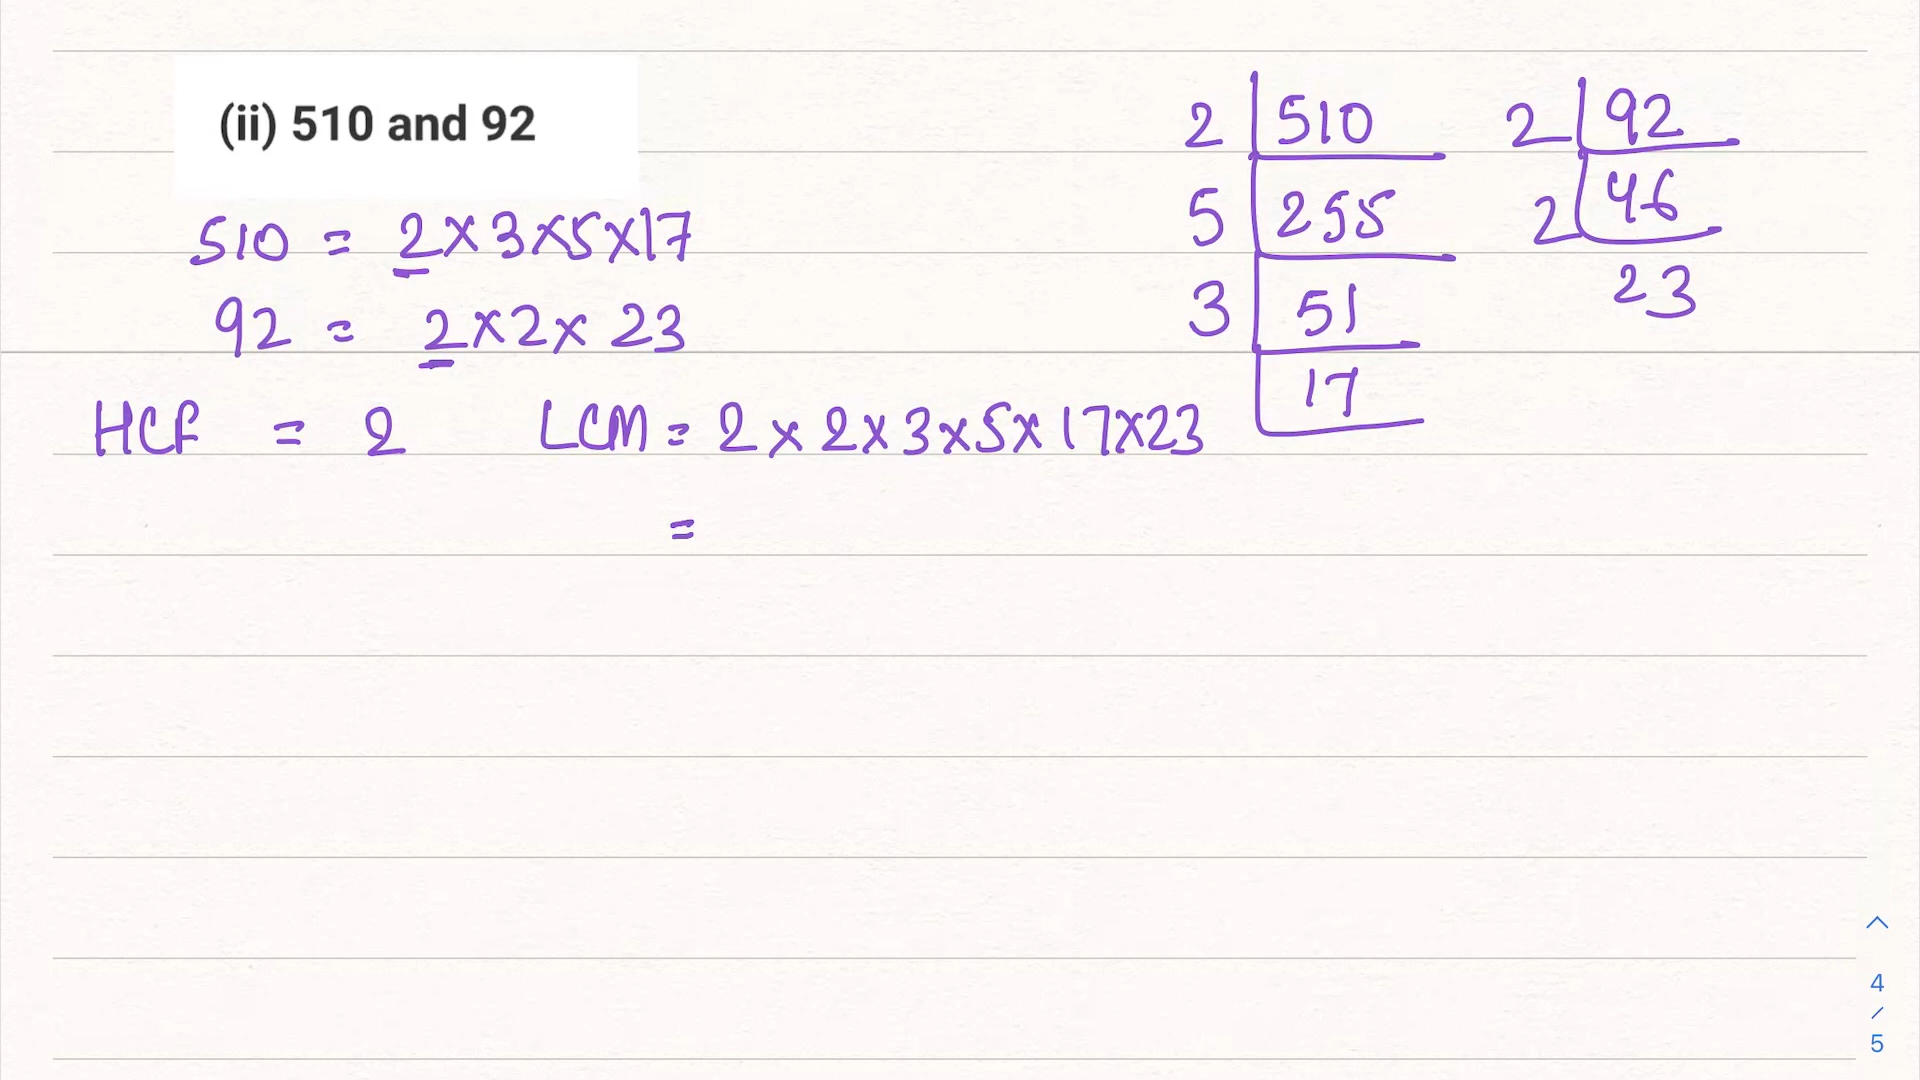 (ii) 510 and 92
510 = 2×3×5×17
92 = 2×2×23
HCF = 2 LCM = 2×2×3×5×17×23
=
2 510
5 255
3 51
17
2 92
2 46
23
4
/
5